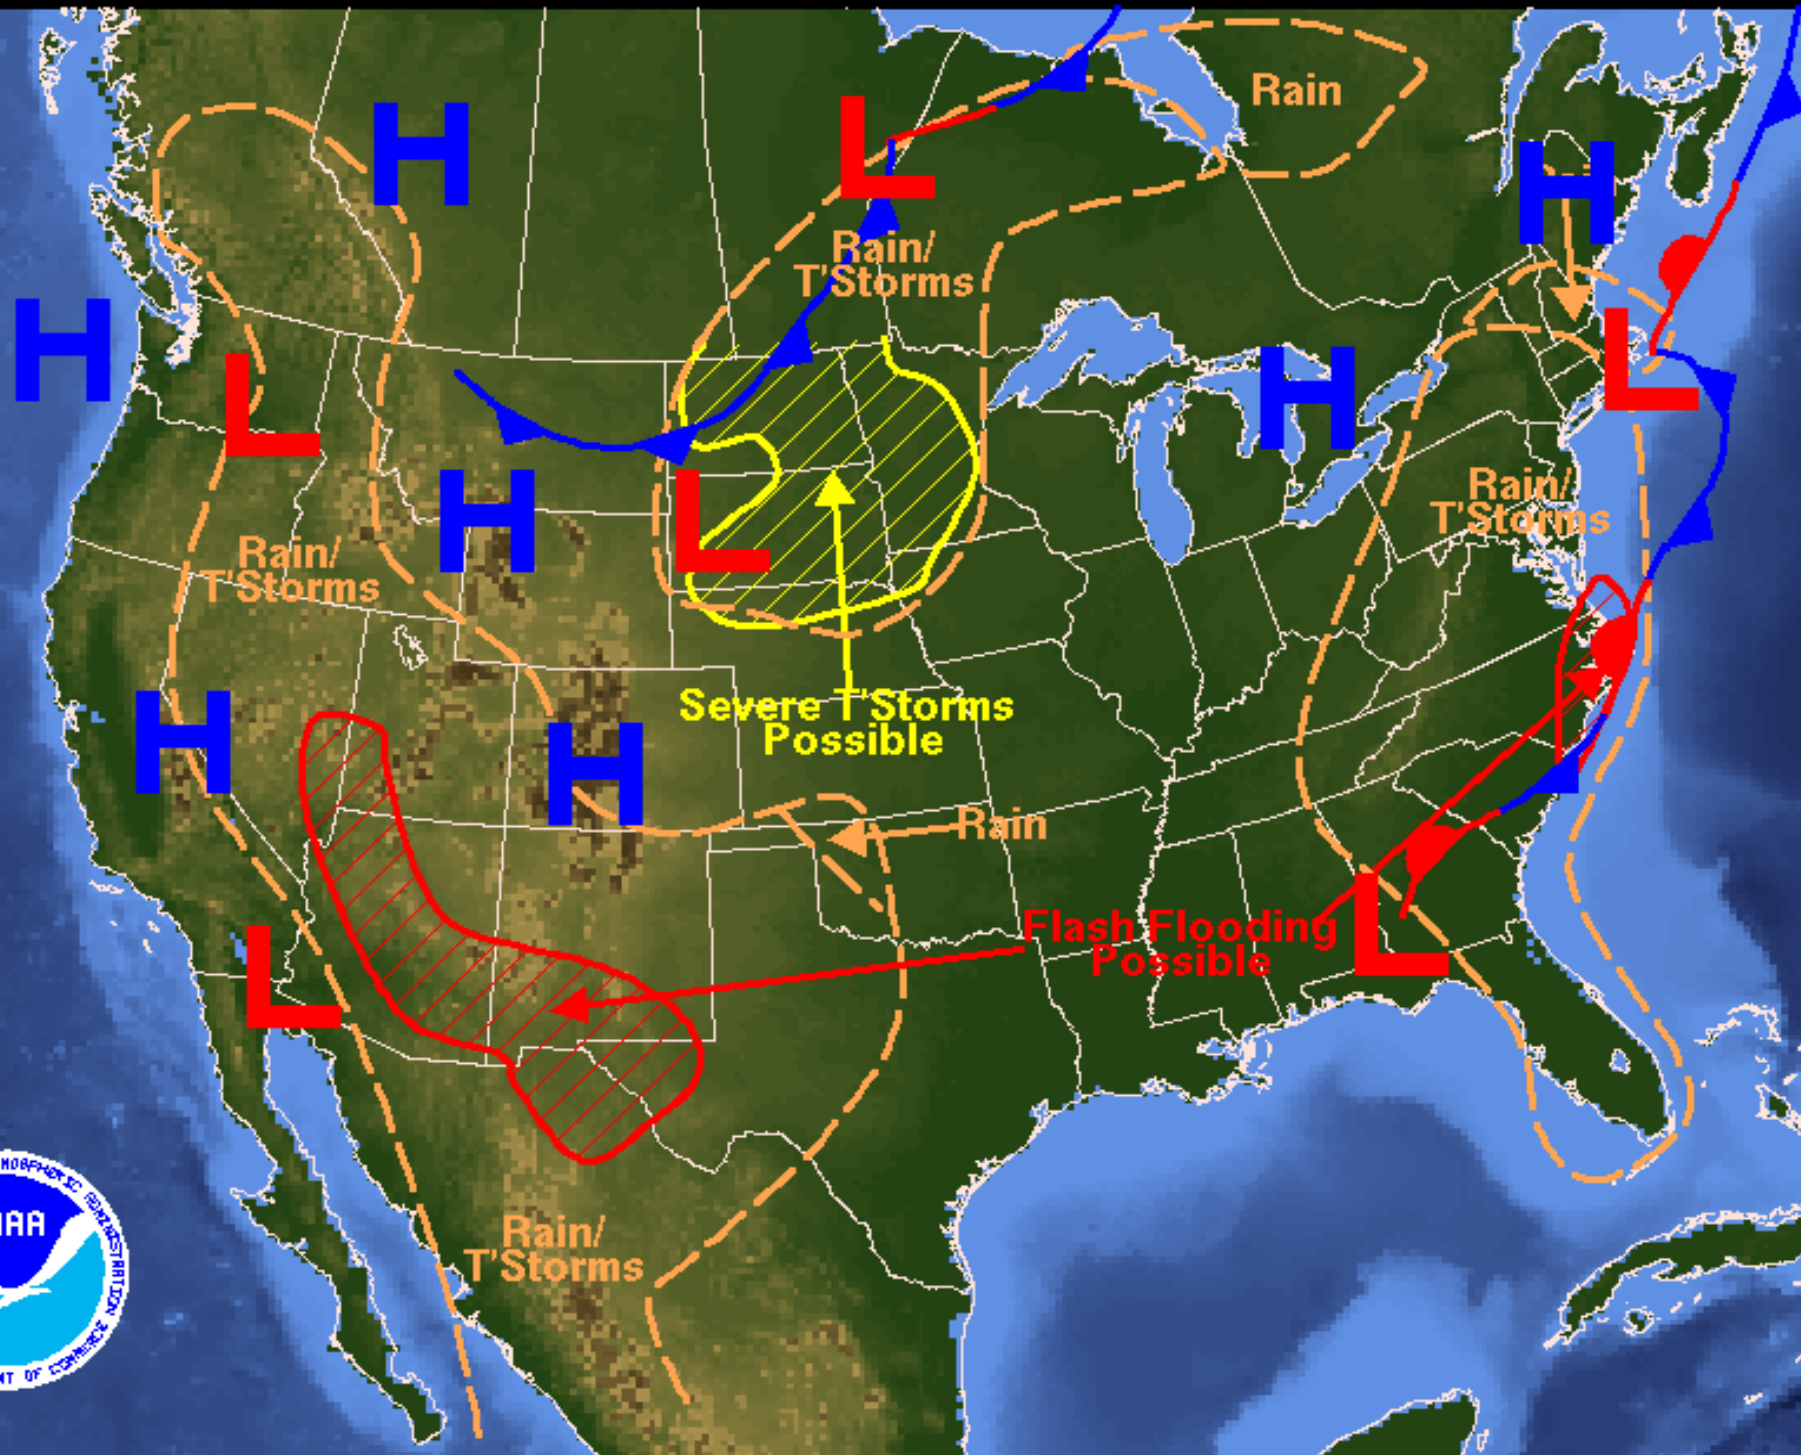 Rain
H
L
H
Rain/
T'Storms
H
L
H
L
H
L
Rain/
T'Storms
Rain/
T'Storms
H
Severe T'Storms
Possible
H
H
Rain
Flash Flooding
Possible
L
L
Rain/
T'Storms